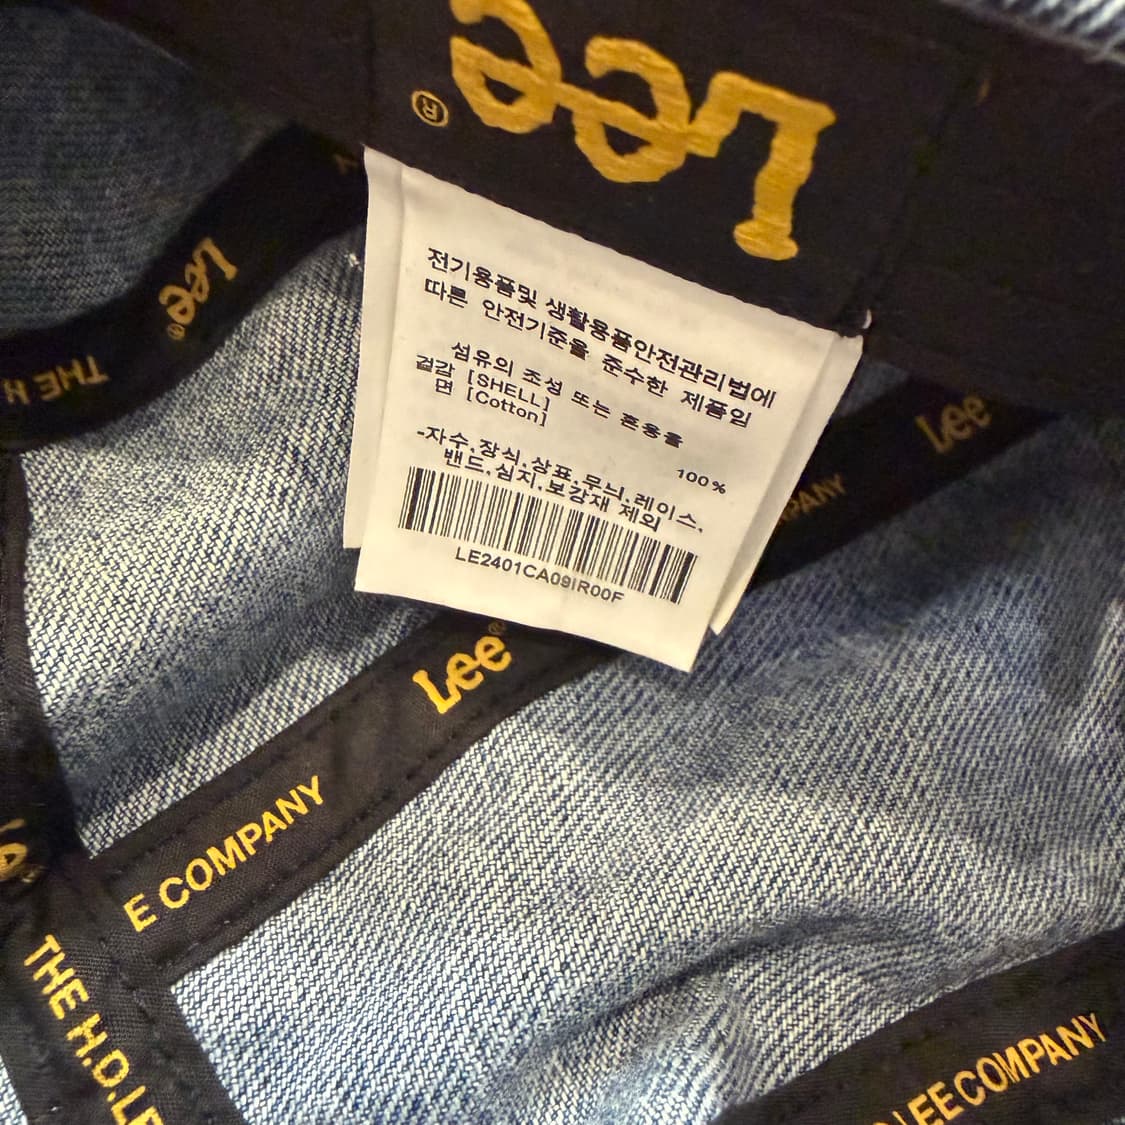 Lee
®
전기용품및 생활용품안전관리법에
따른 안전기준을 준수한 제품임
섬유의 조성 또는 혼용율
겉감 [SHELL]
면 [Cotton]
100%
-자수,장식,상표,무늬,레이스,
밴드,심지,보강재 제외
LE2401CA09IR00F
Lee®
THE H
Lee
PANY
Lee®
E COMPANY
THE H.D.LE
LEE COMPANY